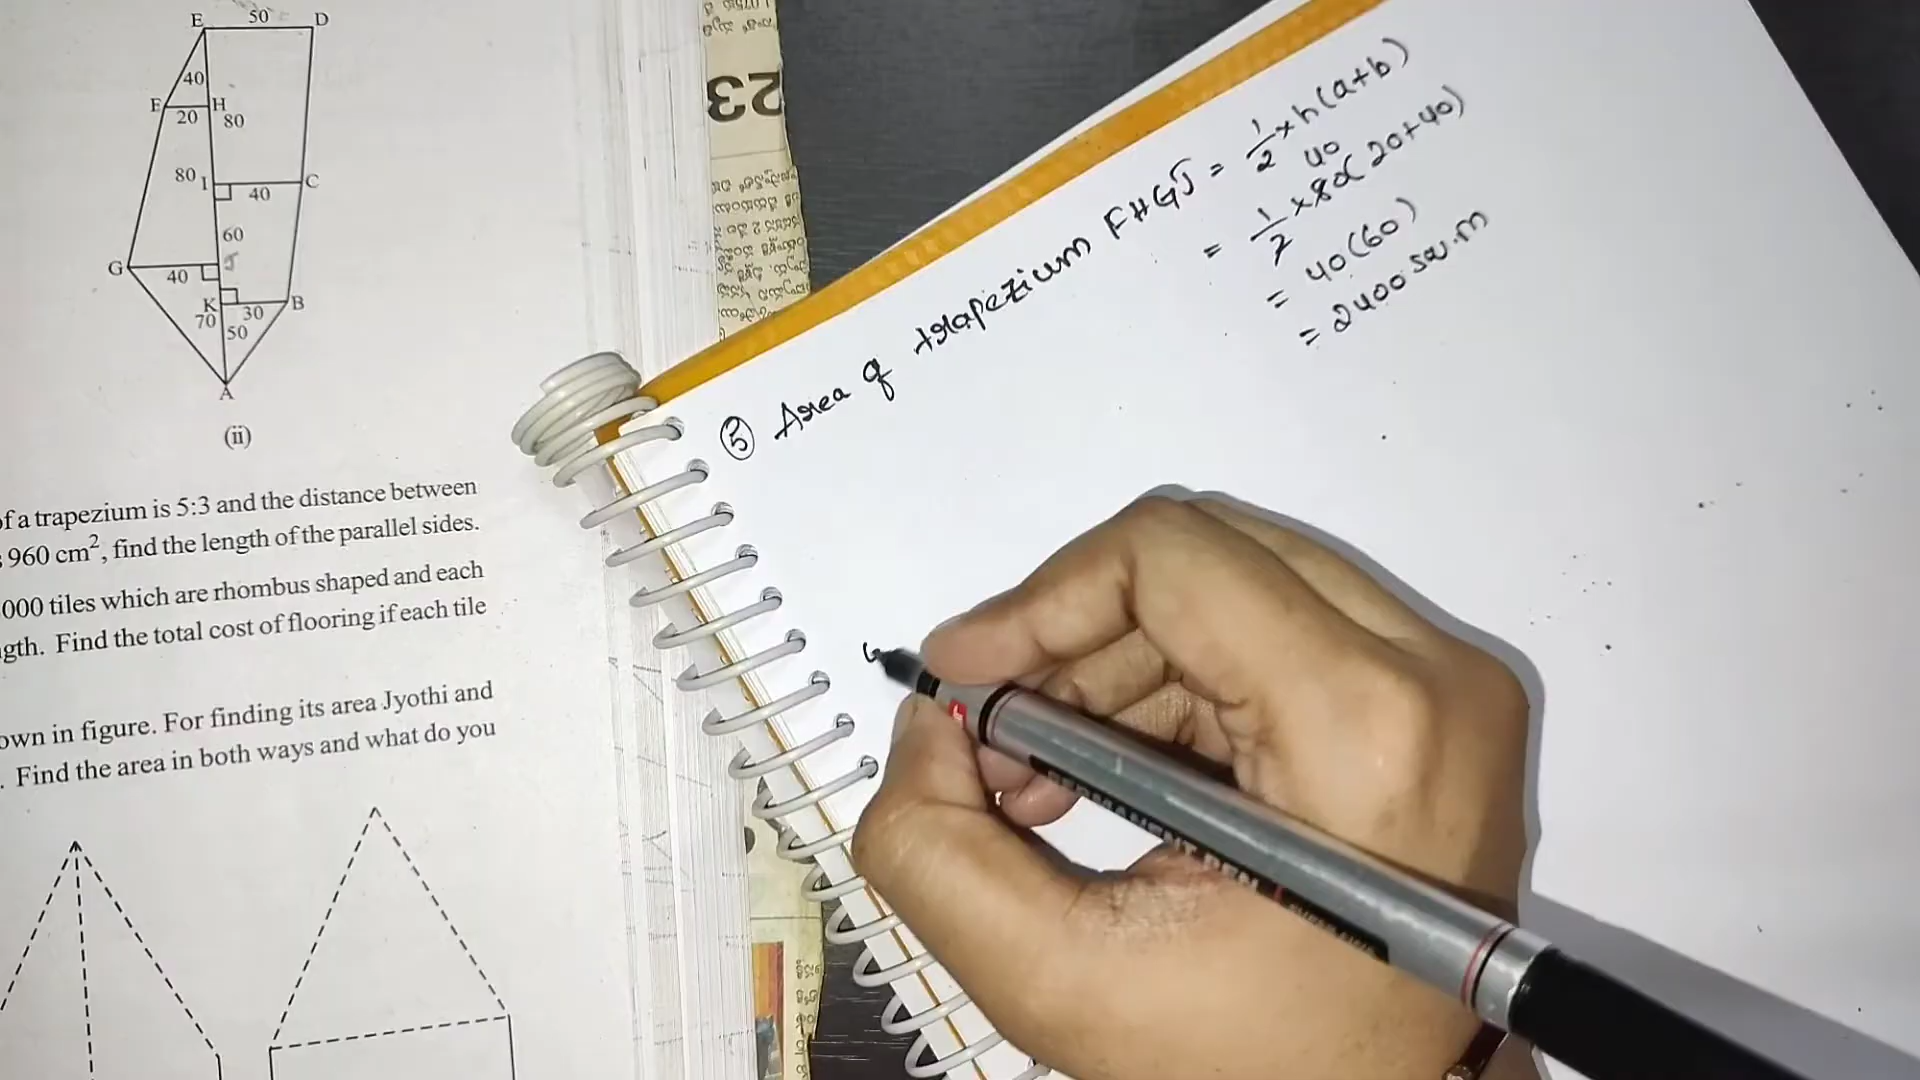 E 50 D
40
F H
20 80
80 I C
40
60
G J
40
K B
30
70
50
A
(ii)
of a trapezium is 5:3 and the distance between
960 cm², find the length of the parallel sides.
000 tiles which are rhombus shaped and each
gth. Find the total cost of flooring if each tile
own in figure. For finding its area Jyothi and
. Find the area in both ways and what do you
23
⑤ Area of trapezium FHGJ = 1/2 × h(a+b)
40
= 1/2 × 80(20+40)
= 40(60)
= 2400 sq.m
PERMANENT PEN